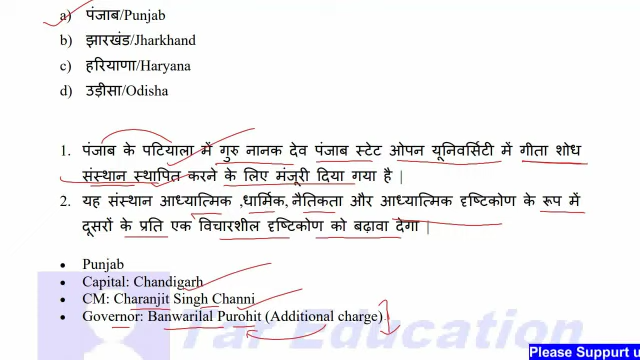 a) पंजाब/Punjab
b) झारखंड/Jharkhand
c) हरियाणा/Haryana
d) उड़ीसा/Odisha
1. पंजाब के पटियाला में गुरु नानक देव पंजाब स्टेट ओपन यूनिवर्सिटी में गीता शोध
संस्थान स्थापित करने के लिए मंजूरी दिया गया है |
2. यह संस्थान आध्यात्मिक ,धार्मिक, नैतिकता और आध्यात्मिक दृष्टिकोण के रूप में
दूसरों के प्रति एक विचारशील दृष्टिकोण को बढ़ावा देगा |
• Punjab
• Capital: Chandigarh
• CM: Charanjit Singh Channi
• Governor: Banwarilal Purohit (Additional charge)
Tar Education
Please Suppurt u